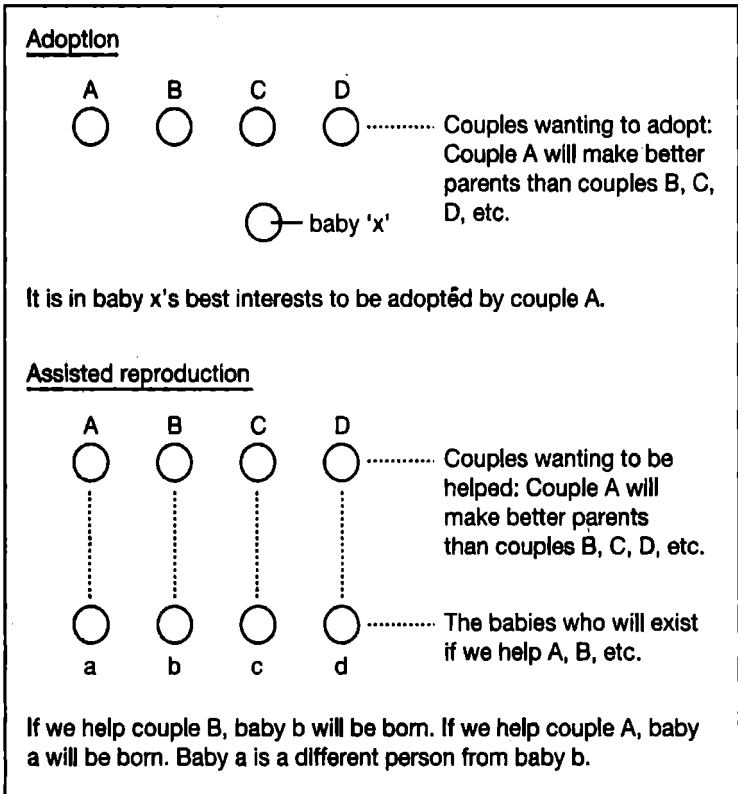 Adoption
A B C D
Couples wanting to adopt:
Couple A will make better
parents than couples B, C,
D, etc.
baby 'x'
It is in baby x's best interests to be adopted by couple A.
Assisted reproduction
A B C D
Couples wanting to be
helped: Couple A will
make better parents
than couples B, C, D, etc.
The babies who will exist
if we help A, B, etc.
a b c d
If we help couple B, baby b will be born. If we help couple A, baby
a will be born. Baby a is a different person from baby b.